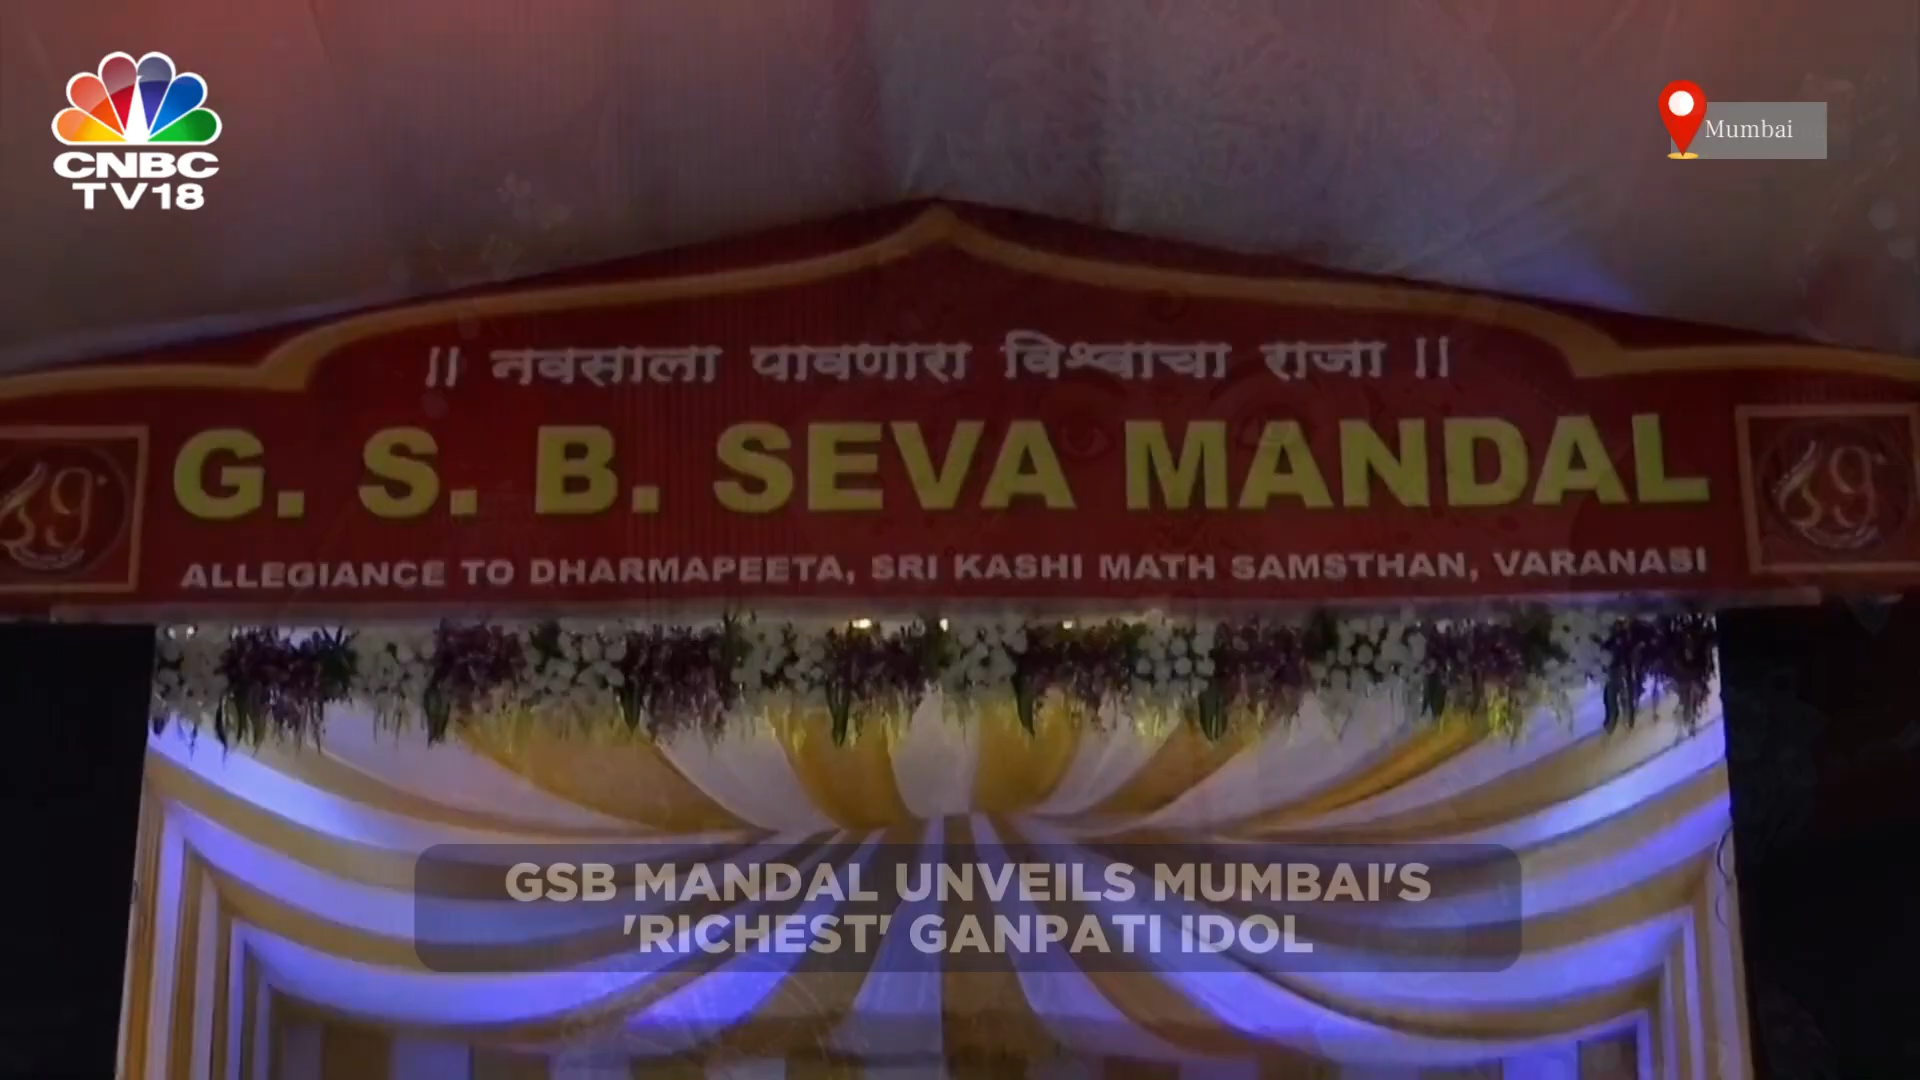 CNBC
TV18
Mumbai
|| नवसाला पावणारा विश्वाचा राजा ||
G. S. B. SEVA MANDAL
ALLEGIANCE TO DHARMAPEETA, SRI KASHI MATH SAMSTHAN, VARANASI
GSB MANDAL UNVEILS MUMBAI'S
'RICHEST' GANPATI IDOL